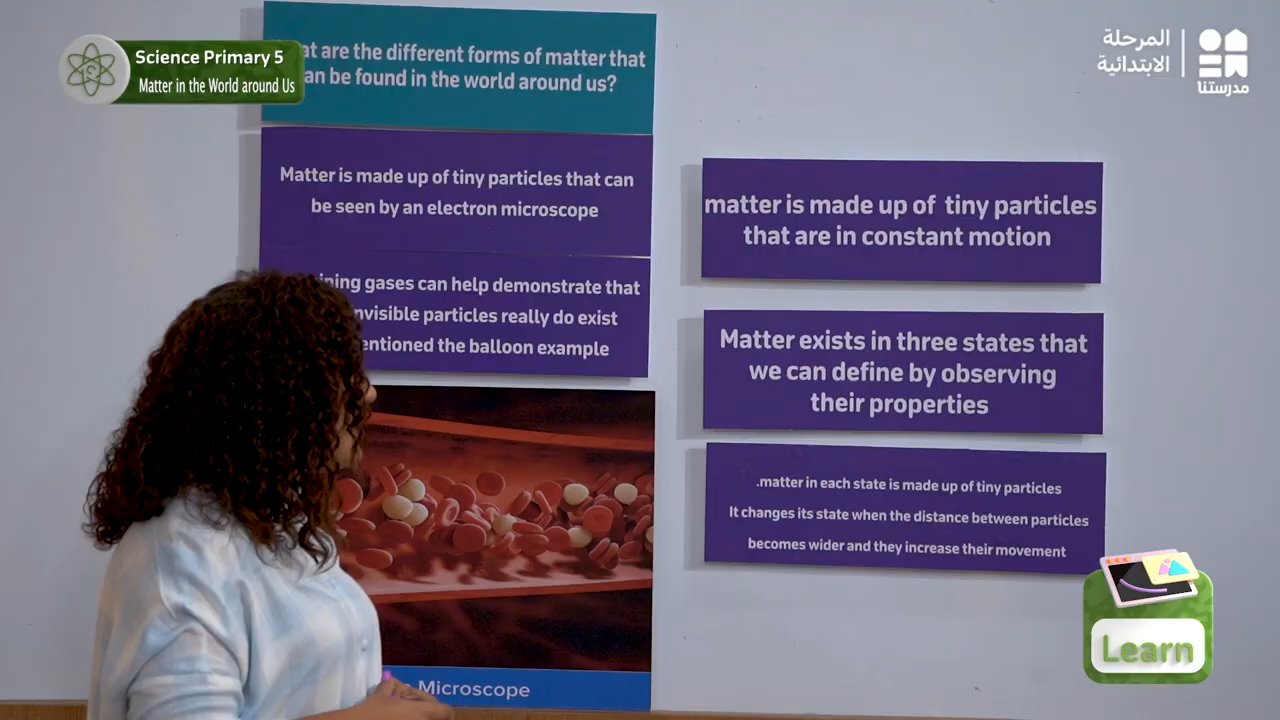 Science Primary 5
Matter in the World around Us
المرحلة
الابتدائية
مدرستنا
are the different forms of matter that
be found in the world around us?
Matter is made up of tiny particles that can
be seen by an electron microscope
gases can help demonstrate that
particles really do exist
the balloon example
Microscope
matter is made up of tiny particles
that are in constant motion
Matter exists in three states that
we can define by observing
their properties
.matter in each state is made up of tiny particles
It changes its state when the distance between particles
becomes wider and they increase their movement
Learn